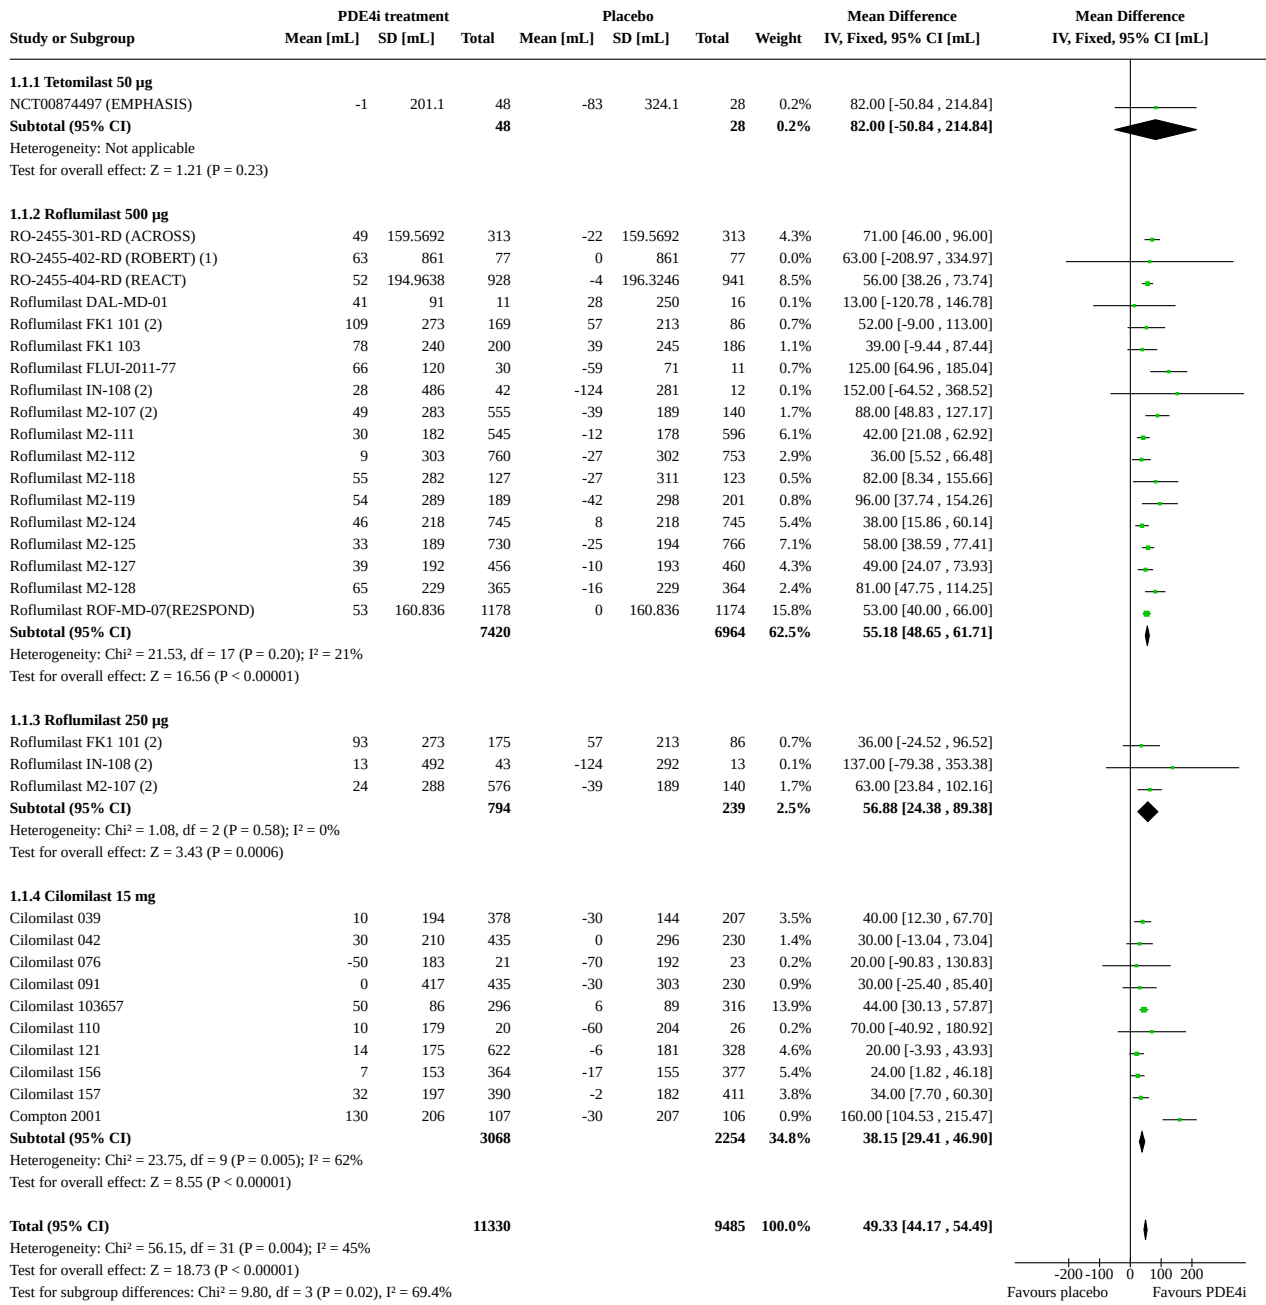 PDE4i treatment Placebo Mean Difference Mean Difference
Study or Subgroup Mean [mL] SD [mL] Total Mean [mL] SD [mL] Total Weight IV, Fixed, 95% CI [mL] IV, Fixed, 95% CI [mL]
1.1.1 Tetomilast 50 µg
NCT00874497 (EMPHASIS) -1 201.1 48 -83 324.1 28 0.2% 82.00 [-50.84 , 214.84]
Subtotal (95% CI) 48 28 0.2% 82.00 [-50.84 , 214.84]
Heterogeneity: Not applicable
Test for overall effect: Z = 1.21 (P = 0.23)
1.1.2 Roflumilast 500 µg
RO-2455-301-RD (ACROSS) 49 159.5692 313 -22 159.5692 313 4.3% 71.00 [46.00 , 96.00]
RO-2455-402-RD (ROBERT) (1) 63 861 77 0 861 77 0.0% 63.00 [-208.97 , 334.97]
RO-2455-404-RD (REACT) 52 194.9638 928 -4 196.3246 941 8.5% 56.00 [38.26 , 73.74]
Roflumilast DAL-MD-01 41 91 11 28 250 16 0.1% 13.00 [-120.78 , 146.78]
Roflumilast FK1 101 (2) 109 273 169 57 213 86 0.7% 52.00 [-9.00 , 113.00]
Roflumilast FK1 103 78 240 200 39 245 186 1.1% 39.00 [-9.44 , 87.44]
Roflumilast FLUI-2011-77 66 120 30 -59 71 11 0.7% 125.00 [64.96 , 185.04]
Roflumilast IN-108 (2) 28 486 42 -124 281 12 0.1% 152.00 [-64.52 , 368.52]
Roflumilast M2-107 (2) 49 283 555 -39 189 140 1.7% 88.00 [48.83 , 127.17]
Roflumilast M2-111 30 182 545 -12 178 596 6.1% 42.00 [21.08 , 62.92]
Roflumilast M2-112 9 303 760 -27 302 753 2.9% 36.00 [5.52 , 66.48]
Roflumilast M2-118 55 282 127 -27 311 123 0.5% 82.00 [8.34 , 155.66]
Roflumilast M2-119 54 289 189 -42 298 201 0.8% 96.00 [37.74 , 154.26]
Roflumilast M2-124 46 218 745 8 218 745 5.4% 38.00 [15.86 , 60.14]
Roflumilast M2-125 33 189 730 -25 194 766 7.1% 58.00 [38.59 , 77.41]
Roflumilast M2-127 39 192 456 -10 193 460 4.3% 49.00 [24.07 , 73.93]
Roflumilast M2-128 65 229 365 -16 229 364 2.4% 81.00 [47.75 , 114.25]
Roflumilast ROF-MD-07(RE2SPOND) 53 160.836 1178 0 160.836 1174 15.8% 53.00 [40.00 , 66.00]
Subtotal (95% CI) 7420 6964 62.5% 55.18 [48.65 , 61.71]
Heterogeneity: Chi² = 21.53, df = 17 (P = 0.20); I² = 21%
Test for overall effect: Z = 16.56 (P < 0.00001)
1.1.3 Roflumilast 250 µg
Roflumilast FK1 101 (2) 93 273 175 57 213 86 0.7% 36.00 [-24.52 , 96.52]
Roflumilast IN-108 (2) 13 492 43 -124 292 13 0.1% 137.00 [-79.38 , 353.38]
Roflumilast M2-107 (2) 24 288 576 -39 189 140 1.7% 63.00 [23.84 , 102.16]
Subtotal (95% CI) 794 239 2.5% 56.88 [24.38 , 89.38]
Heterogeneity: Chi² = 1.08, df = 2 (P = 0.58); I² = 0%
Test for overall effect: Z = 3.43 (P = 0.0006)
1.1.4 Cilomilast 15 mg
Cilomilast 039 10 194 378 -30 144 207 3.5% 40.00 [12.30 , 67.70]
Cilomilast 042 30 210 435 0 296 230 1.4% 30.00 [-13.04 , 73.04]
Cilomilast 076 -50 183 21 -70 192 23 0.2% 20.00 [-90.83 , 130.83]
Cilomilast 091 0 417 435 -30 303 230 0.9% 30.00 [-25.40 , 85.40]
Cilomilast 103657 50 86 296 6 89 316 13.9% 44.00 [30.13 , 57.87]
Cilomilast 110 10 179 20 -60 204 26 0.2% 70.00 [-40.92 , 180.92]
Cilomilast 121 14 175 622 -6 181 328 4.6% 20.00 [-3.93 , 43.93]
Cilomilast 156 7 153 364 -17 155 377 5.4% 24.00 [1.82 , 46.18]
Cilomilast 157 32 197 390 -2 182 411 3.8% 34.00 [7.70 , 60.30]
Compton 2001 130 206 107 -30 207 106 0.9% 160.00 [104.53 , 215.47]
Subtotal (95% CI) 3068 2254 34.8% 38.15 [29.41 , 46.90]
Heterogeneity: Chi² = 23.75, df = 9 (P = 0.005); I² = 62%
Test for overall effect: Z = 8.55 (P < 0.00001)
Total (95% CI) 11330 9485 100.0% 49.33 [44.17 , 54.49]
Heterogeneity: Chi² = 56.15, df = 31 (P = 0.004); I² = 45%
Test for overall effect: Z = 18.73 (P < 0.00001) -200 -100 0 100 200
Test for subgroup differences: Chi² = 9.80, df = 3 (P = 0.02), I² = 69.4% Favours placebo Favours PDE4i